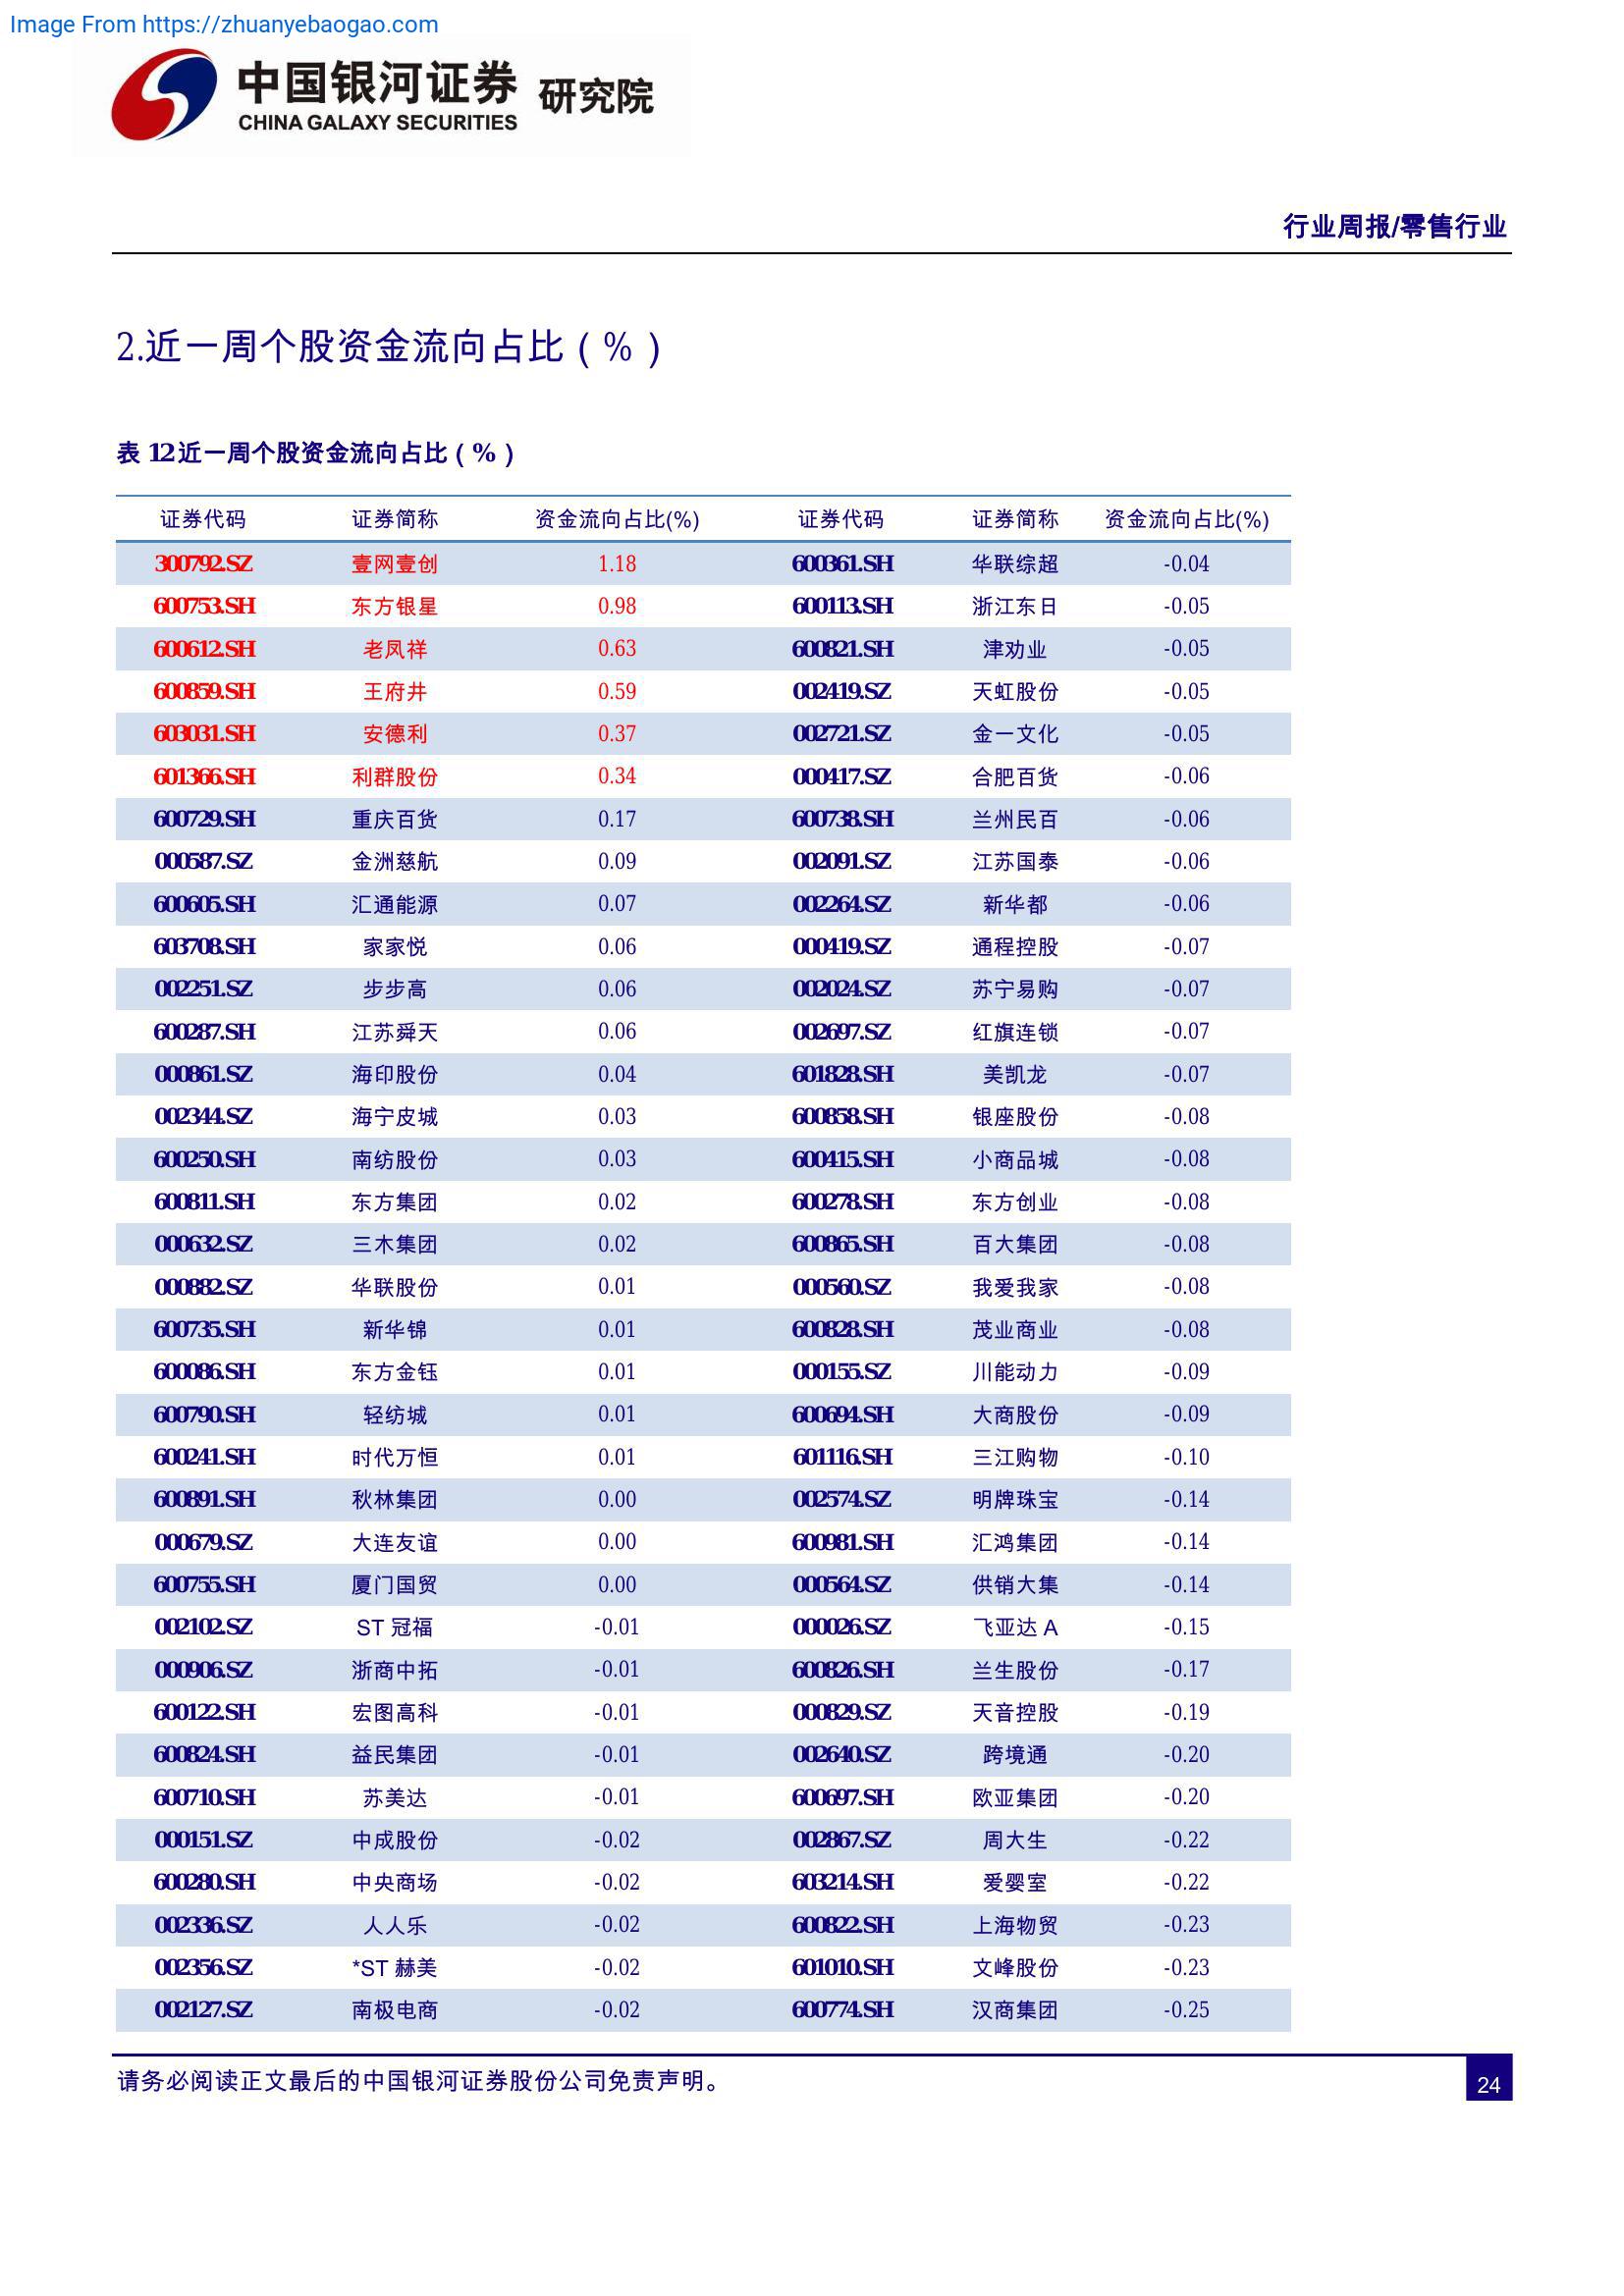 Image From https://zhuanyebaogao.com
中国银河证券 研究院
CHINA GALAXY SECURITIES
行业周报/零售行业
2.近一周个股资金流向占比（%）
表 12 近一周个股资金流向占比（%）
证券代码 证券简称 资金流向占比(%) 证券代码 证券简称 资金流向占比(%)
300792.SZ 壹网壹创 1.18 600361.SH 华联综超 -0.04
600753.SH 东方银星 0.98 600113.SH 浙江东日 -0.05
600612.SH 老凤祥 0.63 600821.SH 津劝业 -0.05
600859.SH 王府井 0.59 002419.SZ 天虹股份 -0.05
603031.SH 安德利 0.37 002721.SZ 金一文化 -0.05
601366.SH 利群股份 0.34 000417.SZ 合肥百货 -0.06
600729.SH 重庆百货 0.17 600738.SH 兰州民百 -0.06
000587.SZ 金洲慈航 0.09 002091.SZ 江苏国泰 -0.06
600605.SH 汇通能源 0.07 002264.SZ 新华都 -0.06
603708.SH 家家悦 0.06 000419.SZ 通程控股 -0.07
002251.SZ 步步高 0.06 002024.SZ 苏宁易购 -0.07
600287.SH 江苏舜天 0.06 002697.SZ 红旗连锁 -0.07
000861.SZ 海印股份 0.04 601828.SH 美凯龙 -0.07
002344.SZ 海宁皮城 0.03 600858.SH 银座股份 -0.08
600250.SH 南纺股份 0.03 600415.SH 小商品城 -0.08
600811.SH 东方集团 0.02 600278.SH 东方创业 -0.08
000632.SZ 三木集团 0.02 600865.SH 百大集团 -0.08
000882.SZ 华联股份 0.01 000560.SZ 我爱我家 -0.08
600735.SH 新华锦 0.01 600828.SH 茂业商业 -0.08
600086.SH 东方金钰 0.01 000155.SZ 川能动力 -0.09
600790.SH 轻纺城 0.01 600694.SH 大商股份 -0.09
600241.SH 时代万恒 0.01 601116.SH 三江购物 -0.10
600891.SH 秋林集团 0.00 002574.SZ 明牌珠宝 -0.14
000679.SZ 大连友谊 0.00 600981.SH 汇鸿集团 -0.14
600755.SH 厦门国贸 0.00 000564.SZ 供销大集 -0.14
002102.SZ ST 冠福 -0.01 000026.SZ 飞亚达 A -0.15
000906.SZ 浙商中拓 -0.01 600826.SH 兰生股份 -0.17
600122.SH 宏图高科 -0.01 000829.SZ 天音控股 -0.19
600824.SH 益民集团 -0.01 002640.SZ 跨境通 -0.20
600710.SH 苏美达 -0.01 600697.SH 欧亚集团 -0.20
000151.SZ 中成股份 -0.02 002867.SZ 周大生 -0.22
600280.SH 中央商场 -0.02 603214.SH 爱婴室 -0.22
002336.SZ 人人乐 -0.02 600822.SH 上海物贸 -0.23
002356.SZ *ST 赫美 -0.02 601010.SH 文峰股份 -0.23
002127.SZ 南极电商 -0.02 600774.SH 汉商集团 -0.25
请务必阅读正文最后的中国银河证券股份公司免责声明。
24